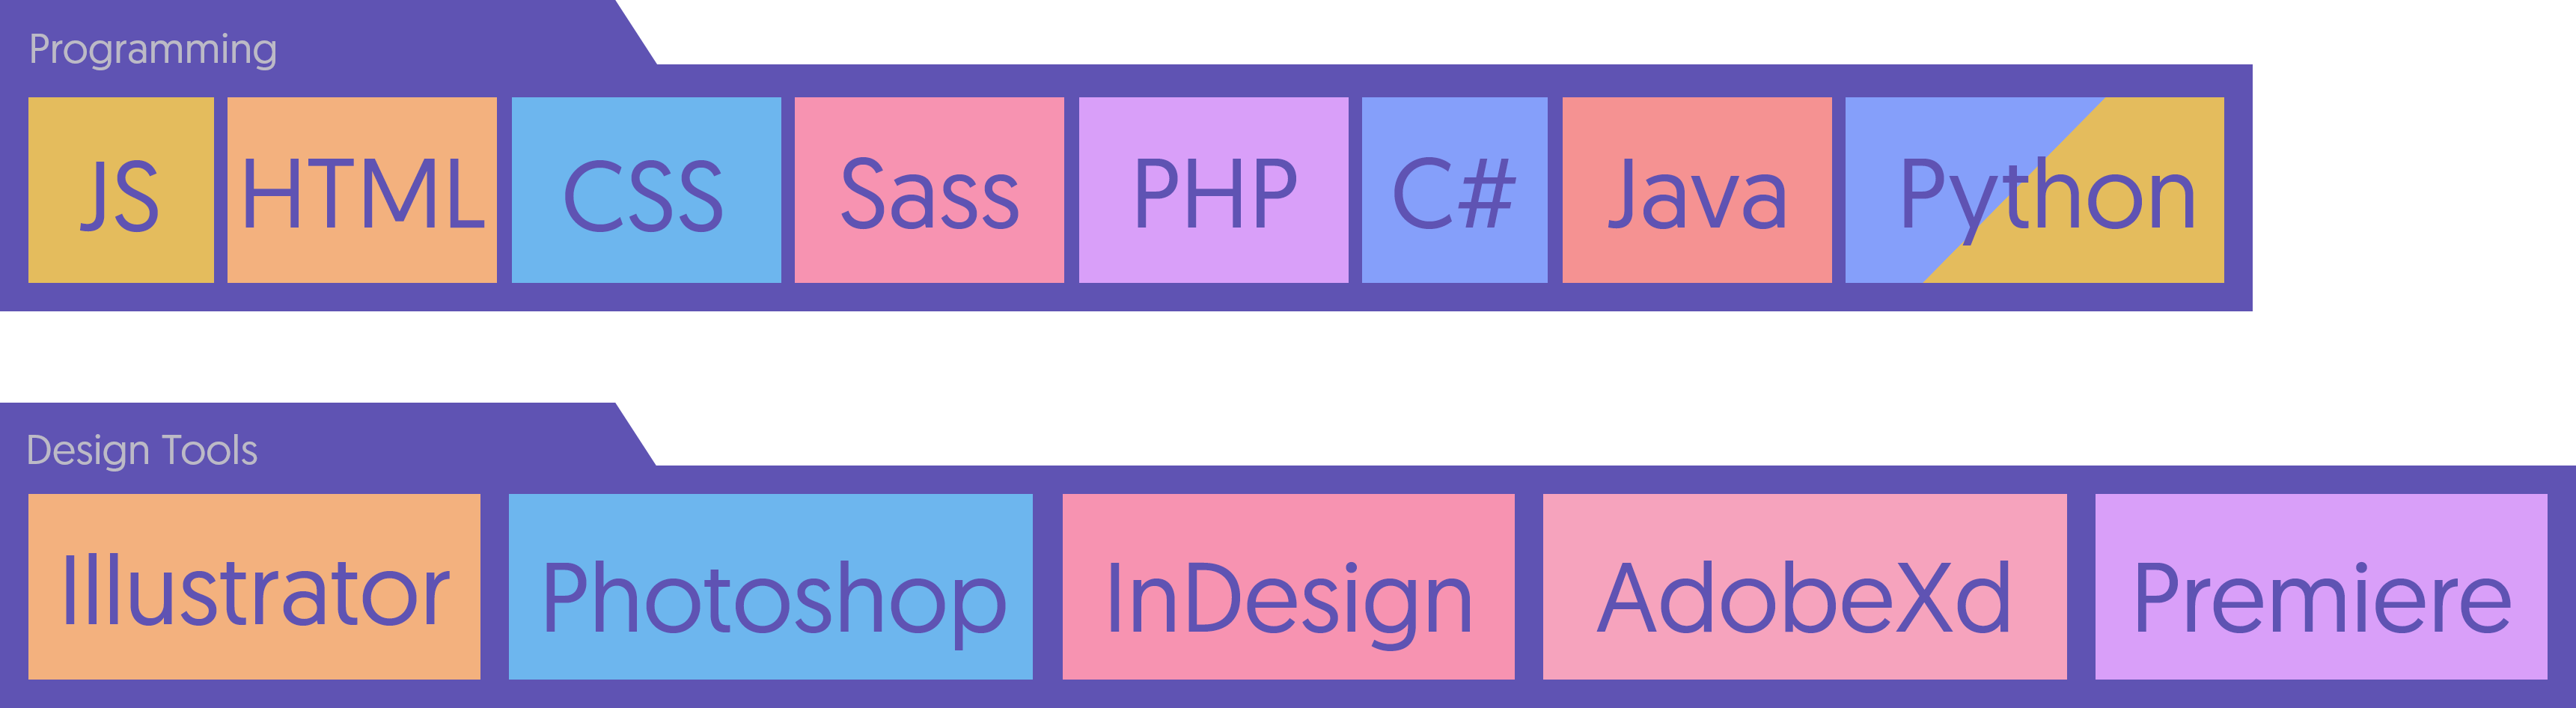 Programming
JS HTML CSS Sass PHP C# Java Python
Design Tools
Illustrator Photoshop InDesign AdobeXd Premiere